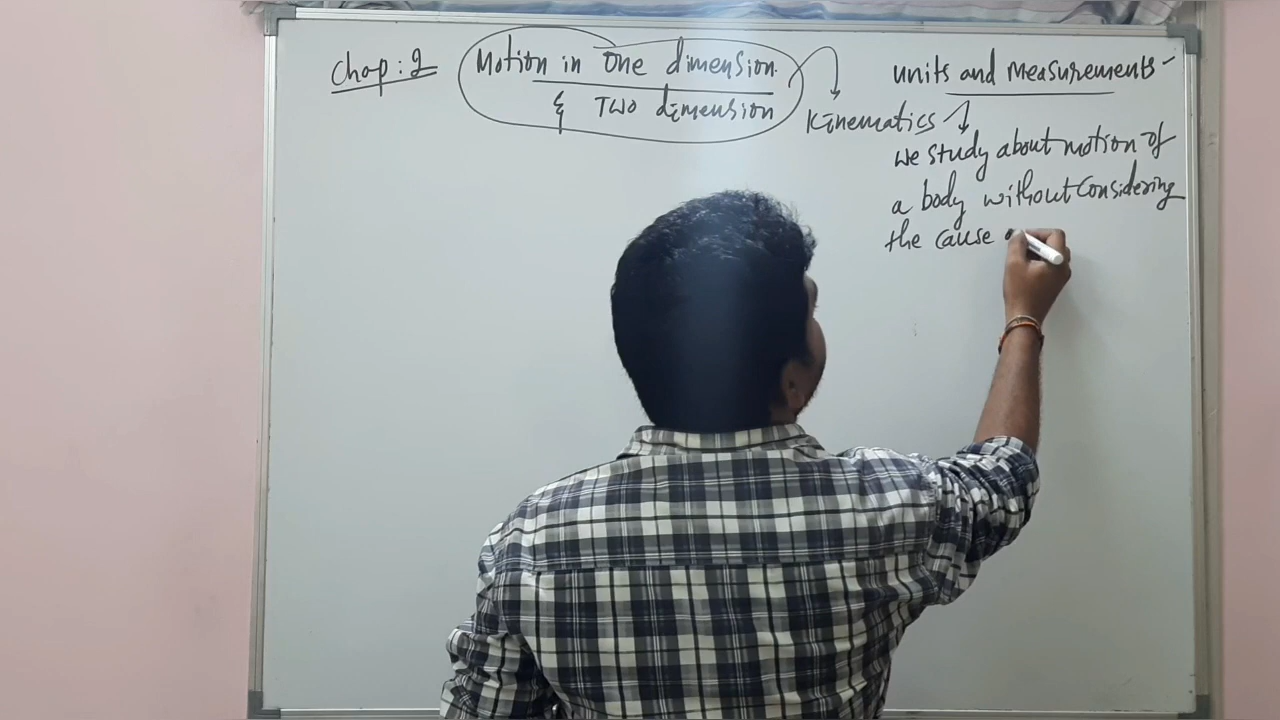 Chap: 2
Motion in One dimension
& Two dimension
Kinematics
units and Measurements -
we study about motion of
a body without considering
the cause